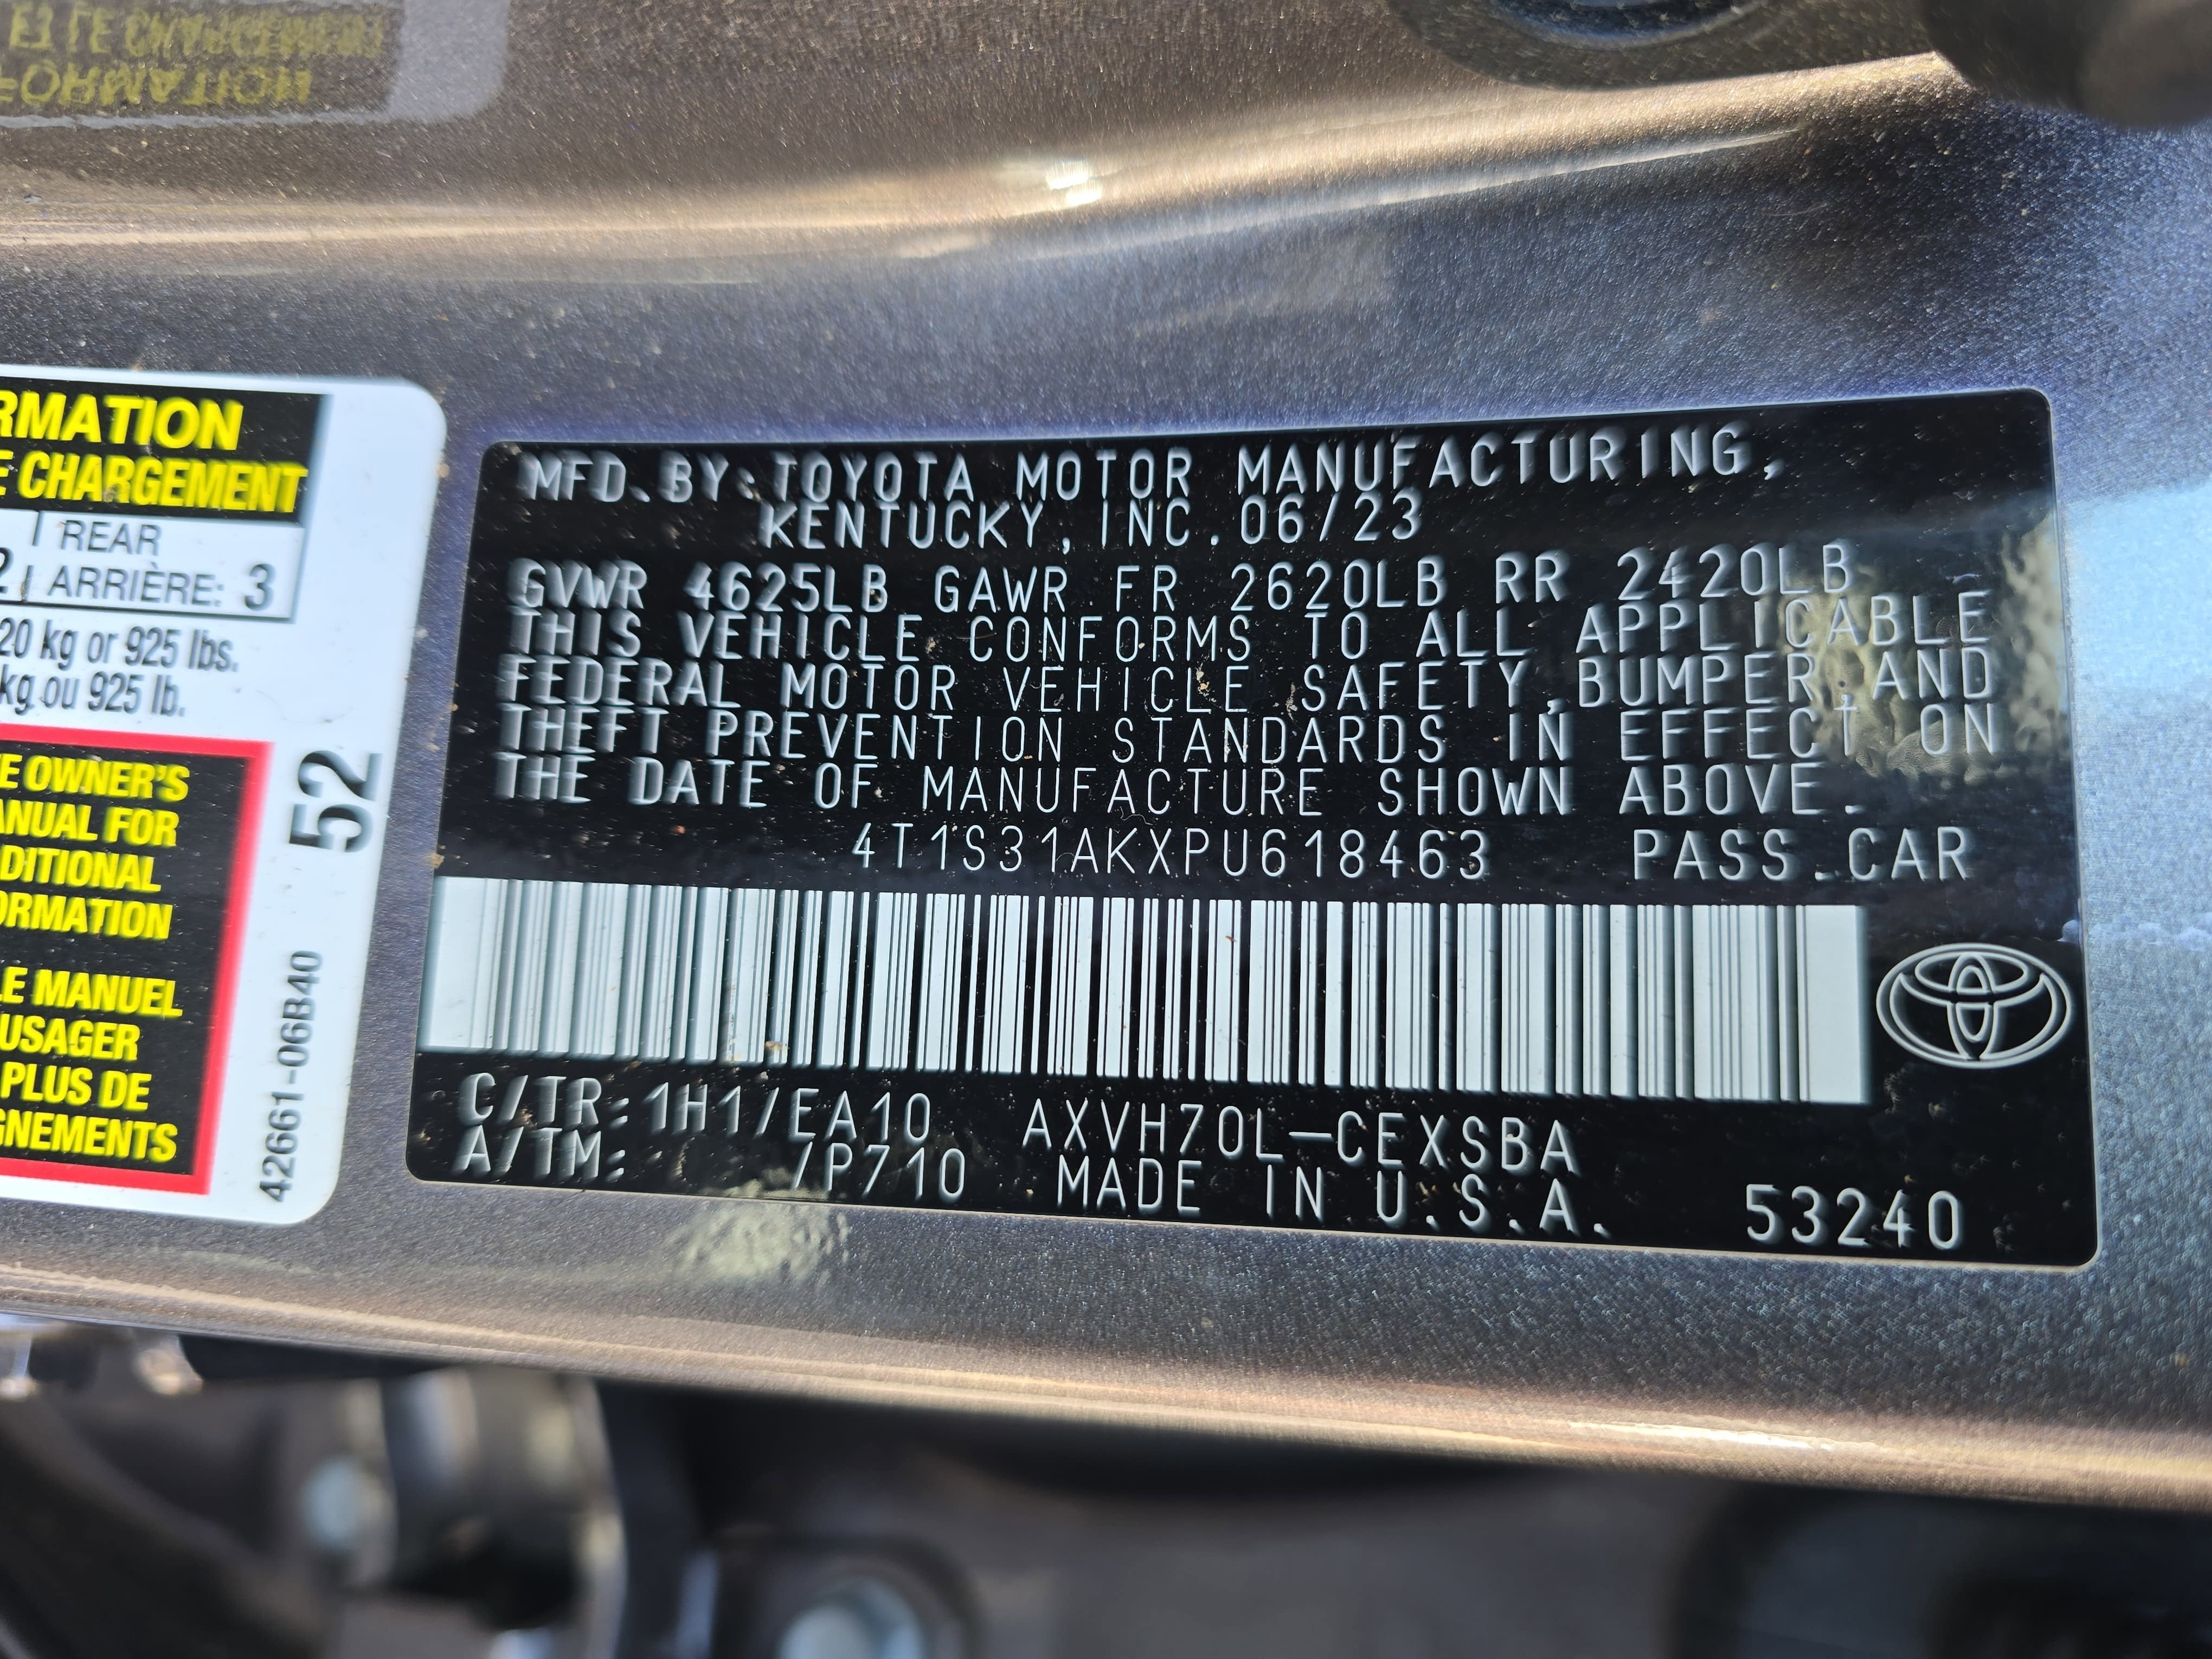 RMATION
E CHARGEMENT
REAR
2 ARRIÈRE: 3
20 kg or 925 lbs.
kg ou 925 lb.
E OWNER'S
ANUAL FOR
DITIONAL
ORMATION
LE MANUEL
USAGER
PLUS DE
GNEMENTS
52
42661-06B40
MFD. BY: TOYOTA MOTOR MANUFACTURING,
KENTUCKY, INC. 06/23
GVWR 4625LB GAWR FR 2620LB RR 2420LB
THIS VEHICLE CONFORMS TO ALL APPLICABLE
FEDERAL MOTOR VEHICLE SAFETY, BUMPER, AND
THEFT PREVENTION STANDARDS IN EFFECT ON
THE DATE OF MANUFACTURE SHOWN ABOVE.
4T1S31AKXPU618463 PASS. CAR
C/TR: 1H1/EA10 AXVH70L-CEXSBA
A/TM: /P710 MADE IN U.S.A. 53240